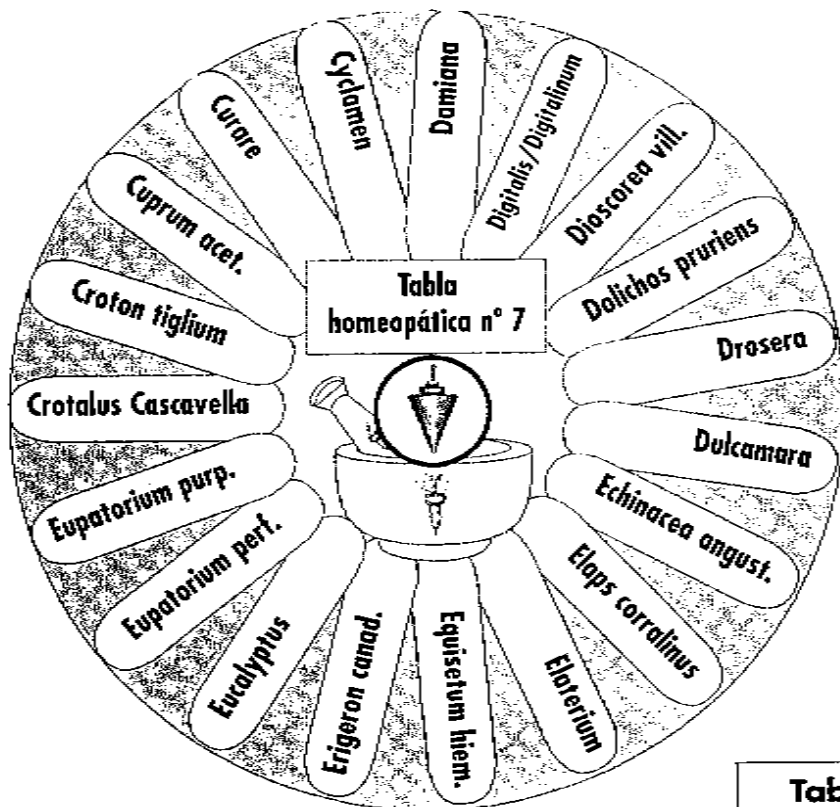 Tabla
homeopática nº 7
Crotalus Cascavella
Croton tiglium
Cuprum acet.
Curare
Cyclamen
Damiana
Digitalis/Digitalinum
Dioscorea vill.
Dolichos pruriens
Drosera
Dulcamara
Echinacea angust.
Elaps corralinus
Elaterium
Equisetum hiem.
Erigeron canad.
Eucalyptus
Eupatorium perf.
Eupatorium purp.